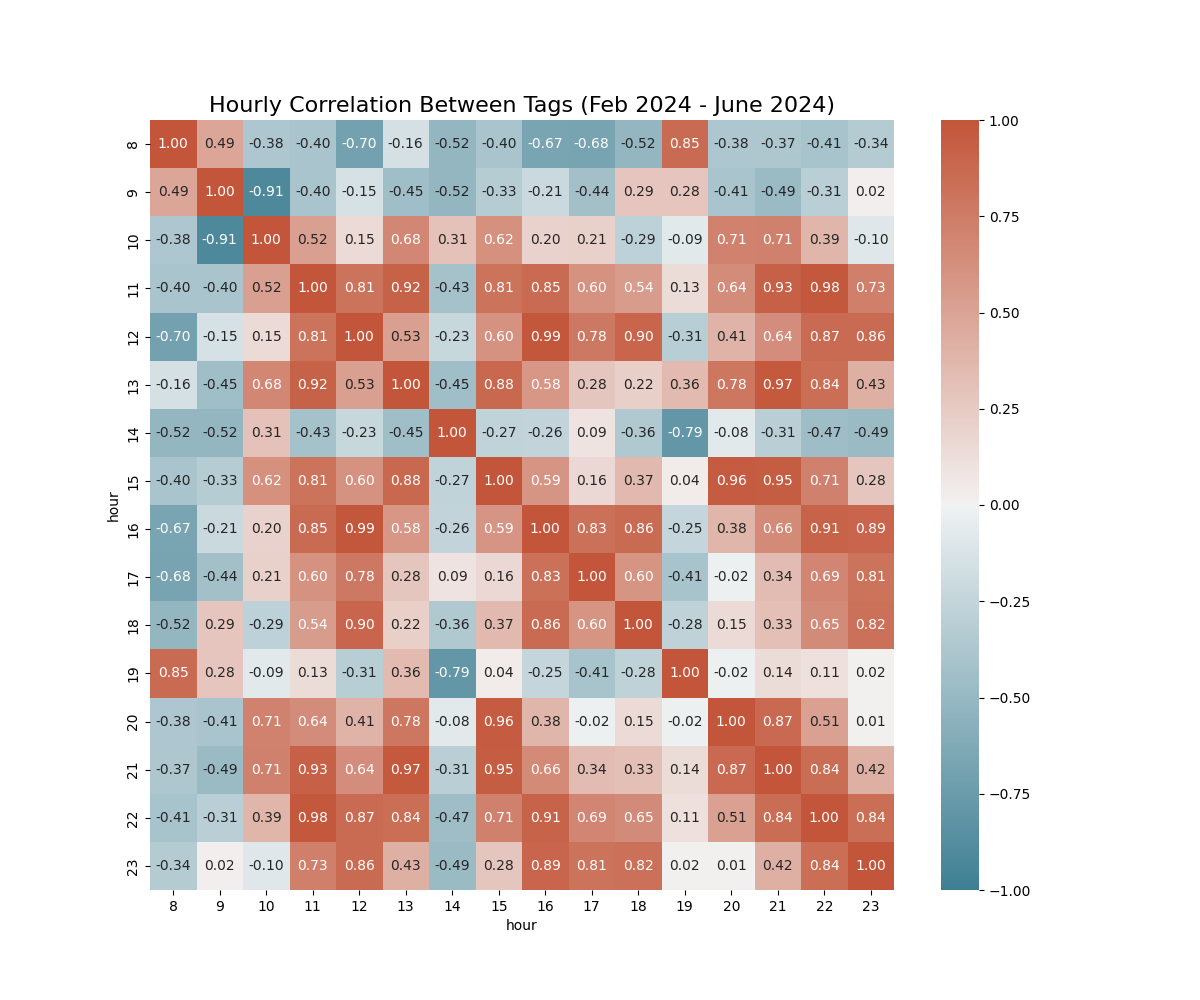 Hourly Correlation Between Tags (Feb 2024 - June 2024)
8 1.00 0.49 -0.38 -0.40 -0.70 -0.16 -0.52 -0.40 -0.67 -0.68 -0.52 0.85 -0.38 -0.37 -0.41 -0.34
9 0.49 1.00 -0.91 -0.40 -0.15 -0.45 -0.52 -0.33 -0.21 -0.44 0.29 0.28 -0.41 -0.49 -0.31 0.02
10 -0.38 -0.91 1.00 0.52 0.15 0.68 0.31 0.62 0.20 0.21 -0.29 -0.09 0.71 0.71 0.39 -0.10
11 -0.40 -0.40 0.52 1.00 0.81 0.92 -0.43 0.81 0.85 0.60 0.54 0.13 0.64 0.93 0.98 0.73
12 -0.70 -0.15 0.15 0.81 1.00 0.53 -0.23 0.60 0.99 0.78 0.90 -0.31 0.41 0.64 0.87 0.86
13 -0.16 -0.45 0.68 0.92 0.53 1.00 -0.45 0.88 0.58 0.28 0.22 0.36 0.78 0.97 0.84 0.43
14 -0.52 -0.52 0.31 -0.43 -0.23 -0.45 1.00 -0.27 -0.26 0.09 -0.36 -0.79 -0.08 -0.31 -0.47 -0.49
15 -0.40 -0.33 0.62 0.81 0.60 0.88 -0.27 1.00 0.59 0.16 0.37 0.04 0.96 0.95 0.71 0.28
16 -0.67 -0.21 0.20 0.85 0.99 0.58 -0.26 0.59 1.00 0.83 0.86 -0.25 0.38 0.66 0.91 0.89
17 -0.68 -0.44 0.21 0.60 0.78 0.28 0.09 0.16 0.83 1.00 0.60 -0.41 -0.02 0.34 0.69 0.81
18 -0.52 0.29 -0.29 0.54 0.90 0.22 -0.36 0.37 0.86 0.60 1.00 -0.28 0.15 0.33 0.65 0.82
19 0.85 0.28 -0.09 0.13 -0.31 0.36 -0.79 0.04 -0.25 -0.41 -0.28 1.00 -0.02 0.14 0.11 0.02
20 -0.38 -0.41 0.71 0.64 0.41 0.78 -0.08 0.96 0.38 -0.02 0.15 -0.02 1.00 0.87 0.51 0.01
21 -0.37 -0.49 0.71 0.93 0.64 0.97 -0.31 0.95 0.66 0.34 0.33 0.14 0.87 1.00 0.84 0.42
22 -0.41 -0.31 0.39 0.98 0.87 0.84 -0.47 0.71 0.91 0.69 0.65 0.11 0.51 0.84 1.00 0.84
23 -0.34 0.02 -0.10 0.73 0.86 0.43 -0.49 0.28 0.89 0.81 0.82 0.02 0.01 0.42 0.84 1.00
8 9 10 11 12 13 14 15 16 17 18 19 20 21 22 23
hour
hour
1.00
0.75
0.50
0.25
0.00
−0.25
−0.50
−0.75
−1.00